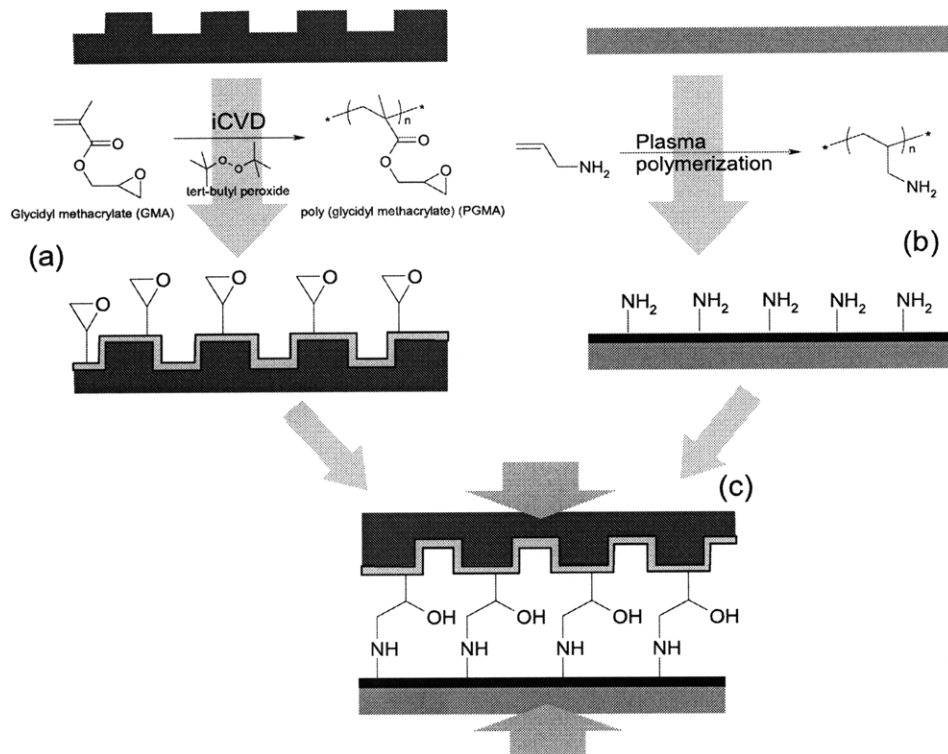 iCVD
tert-butyl peroxide
Glycidyl methacrylate (GMA)
poly (glycidyl methacrylate) (PGMA)
O
O
O
O
O
O
O
O
n
*
*
(a)
NH2
Plasma
polymerization
*
*
n
NH2
(b)
O
O
O
O
O
NH2
NH2
NH2
NH2
NH2
(c)
OH
OH
OH
OH
NH
NH
NH
NH